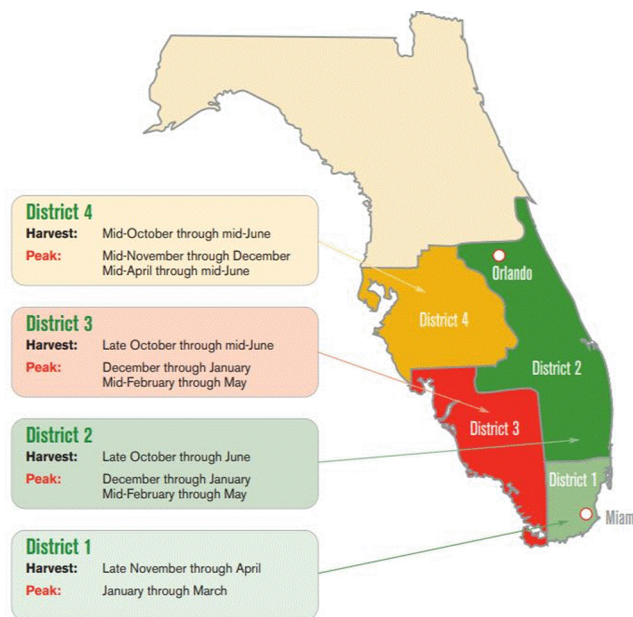 District 4
Harvest: Mid-October through mid-June
Peak: Mid-November through December
Mid-April through mid-June
District 3
Harvest: Late October through mid-June
Peak: December through January
Mid-February through May
District 2
Harvest: Late October through June
Peak: December through January
Mid-February through May
District 1
Harvest: Late November through April
Peak: January through March
Orlando
District 4
District 2
District 3
District 1
Miam